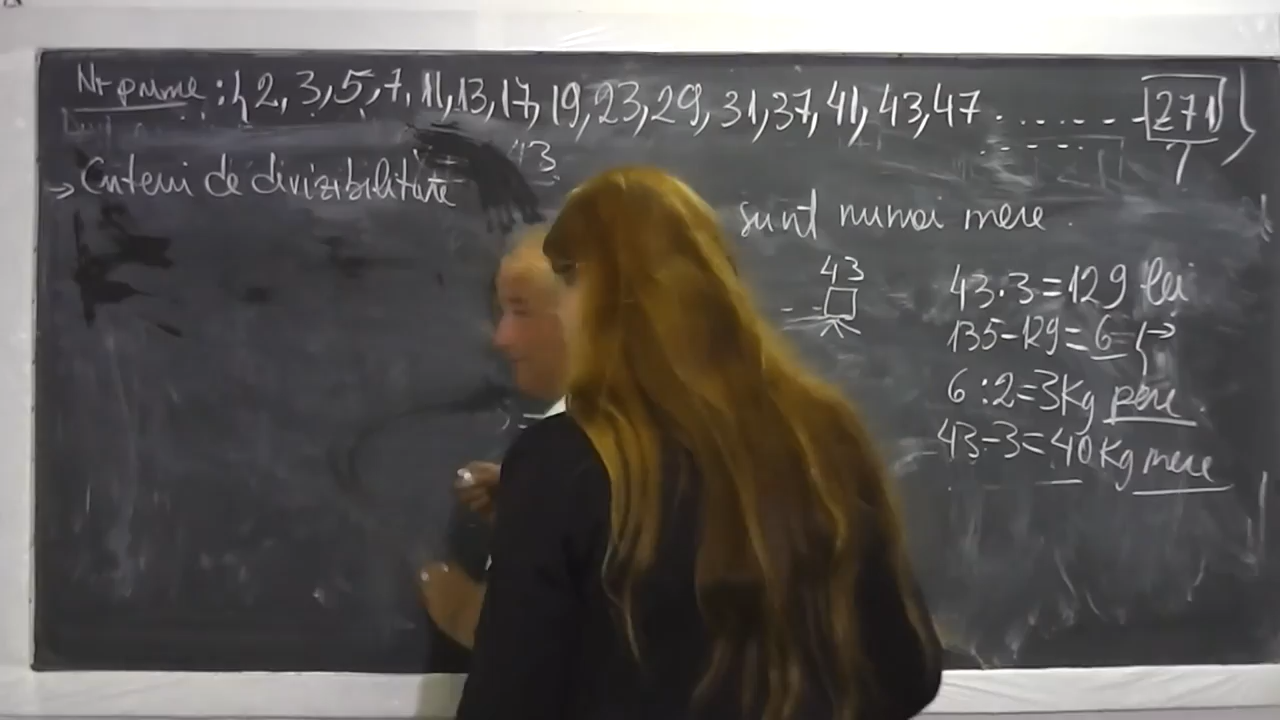 Nr prime : { 2, 3, 5, 7, 11, 13, 17, 19, 23, 29, 31, 37, 41, 43, 47 . . . . . . . - 271 }
?
→ Criterii de divizibilitate
43
sunt numai mere .
43
43·3=129 lei
135-129=6
6:2=3Kg pere.
43-3=40Kg mere